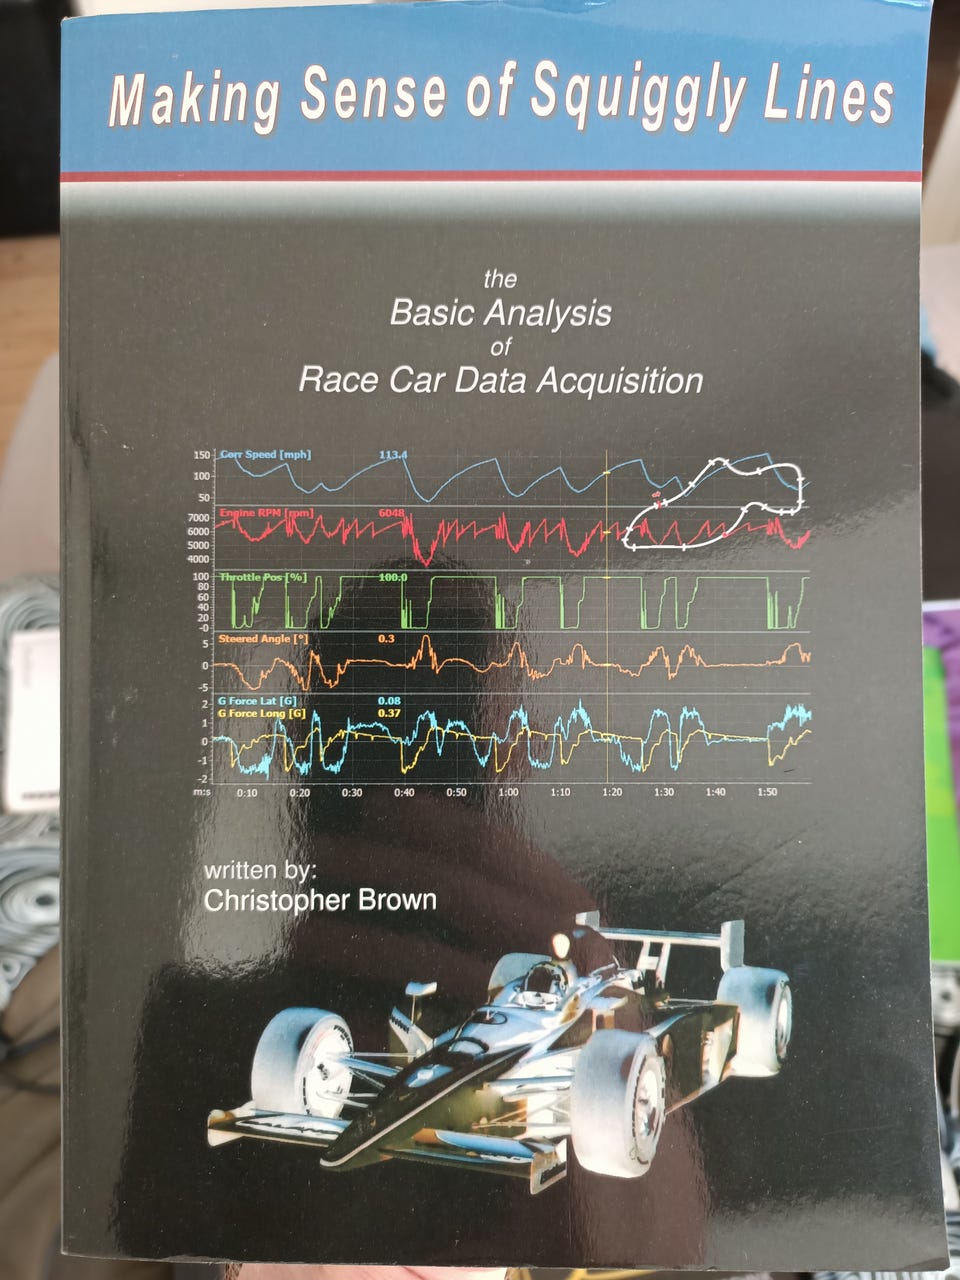 Making Sense of Squiggly Lines
the
Basic Analysis
of
Race Car Data Acquisition
Corr Speed [mph] 113.4
150
100
50
Engine RPM [rpm] 6048
7000
6000
5000
4000
Throttle Pos [%] 100.0
100
80
60
40
20
-0
Steered Angle [°] 0.3
5
0
-5
G Force Lat [G] 0.08
G Force Long [G] 0.37
2
1
0
-1
-2
m:s 0:10 0:20 0:30 0:40 0:50 1:00 1:10 1:20 1:30 1:40 1:50
written by:
Christopher Brown